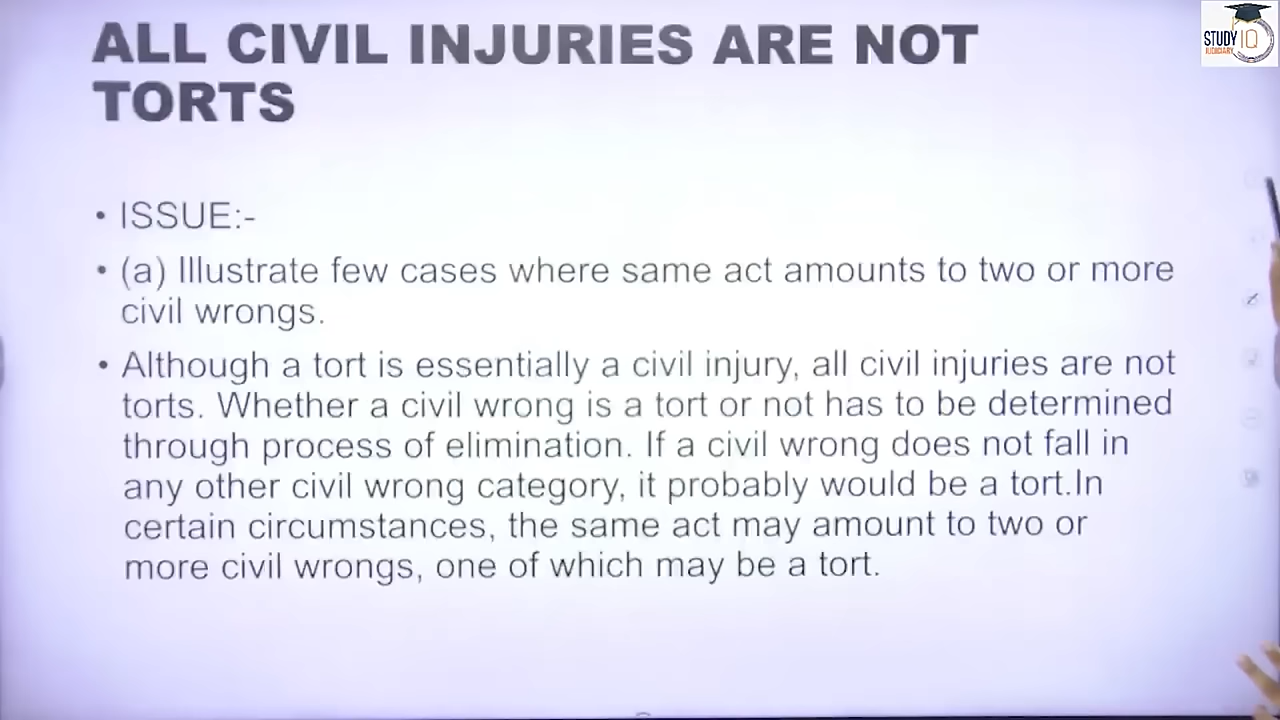 ALL CIVIL INJURIES ARE NOT
TORTS
STUDY IQ
JUDICIARY
• ISSUE:-
• (a) Illustrate few cases where same act amounts to two or more
civil wrongs.
• Although a tort is essentially a civil injury, all civil injuries are not
torts. Whether a civil wrong is a tort or not has to be determined
through process of elimination. If a civil wrong does not fall in
any other civil wrong category, it probably would be a tort.In
certain circumstances, the same act may amount to two or
more civil wrongs, one of which may be a tort.